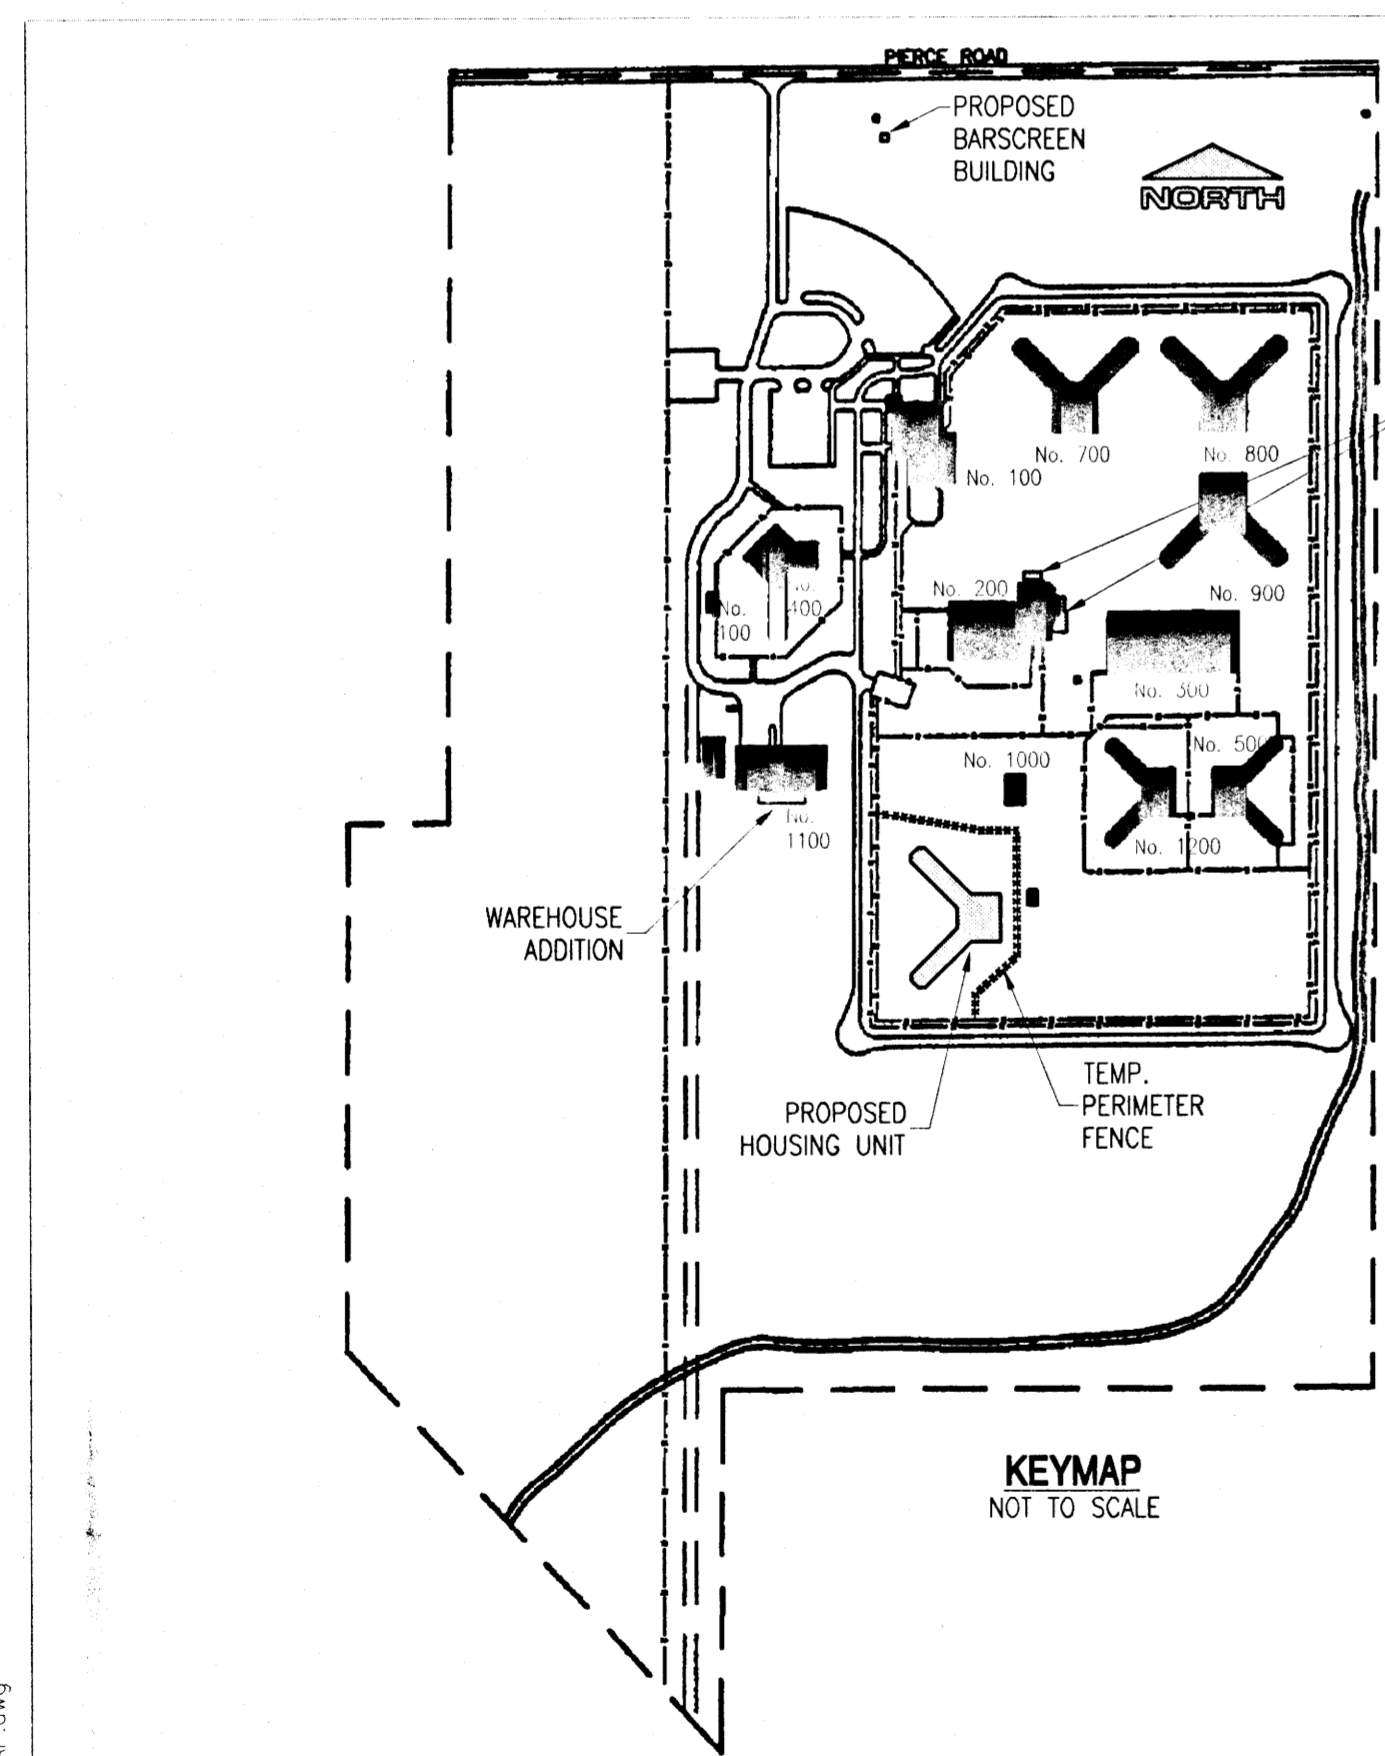 PIERCE ROAD
PROPOSED
BARSCREEN
BUILDING
NORTH
No. 700
No. 800
No. 100
No. 200
No. 900
No.
400
No.
100
No. 300
No. 500
No. 1000
No.
1100
No. 1200
WAREHOUSE
ADDITION
PROPOSED
HOUSING UNIT
TEMP.
PERIMETER
FENCE
KEYMAP
NOT TO SCALE